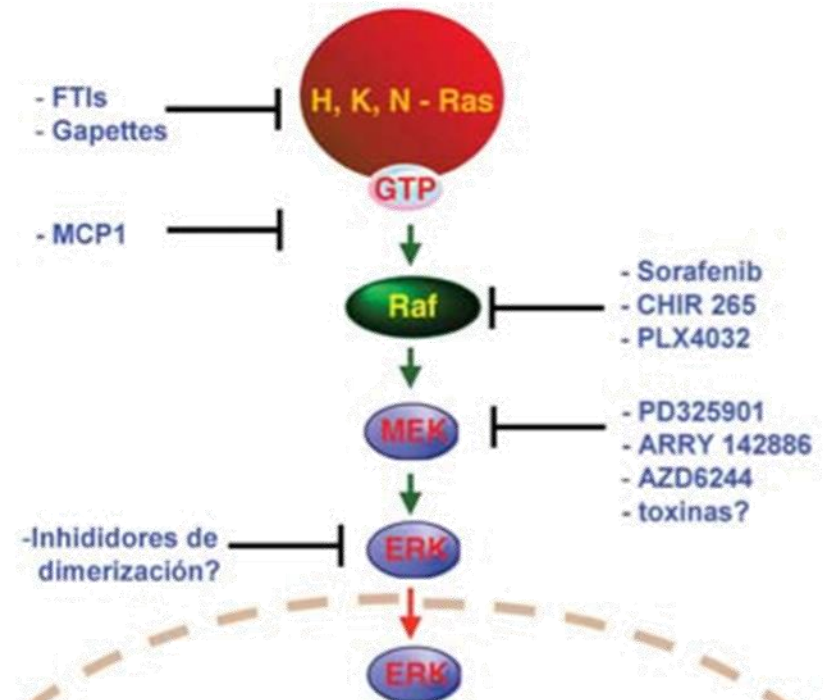 - FTIs
- Gapettes
H, K, N - Ras
GTP
- MCP1
Raf
- Sorafenib
- CHIR 265
- PLX4032
MEK
- PD325901
- ARRY 142886
- AZD6244
- toxinas?
-Inhididores de
dimerización?
ERK
ERK